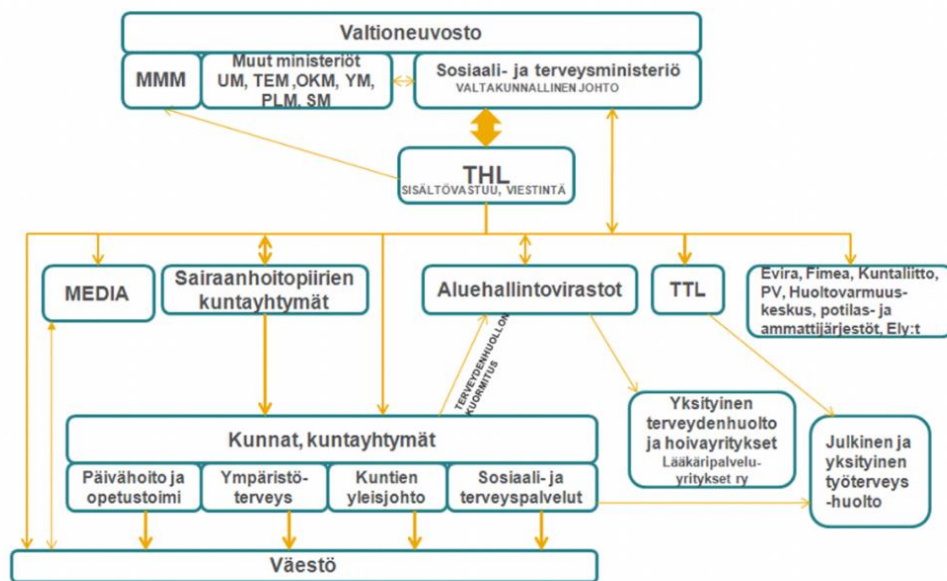 Valtioneuvosto
MMM
Muut ministeriöt
UM, TEM ,OKM, YM,
PLM, SM
Sosiaali- ja terveysministeriö
VALTAKUNNALLINEN JOHTO
THL
SISÄLTÖVASTUU, VIESTINTÄ
MEDIA
Sairaanhoitopiirien
kuntayhtymät
Aluehallintovirastot
TTL
Evira, Fimea, Kuntaliitto,
PV, Huoltovarmuus-
keskus, potilas- ja
ammattijärjestöt, Ely:t
TERVEYDENHUOLLON
KUORMITUS
Kunnat, kuntayhtymät
Päivähoito ja
opetustoimi
Ympäristö-
terveys
Kuntien
yleisjohto
Sosiaali- ja
terveyspalvelut
Yksityinen
terveydenhuolto
ja hoivayritykset
Lääkäripalvelu-
yritykset ry
Julkinen ja
yksityinen
työterveys
-huolto
Väestö